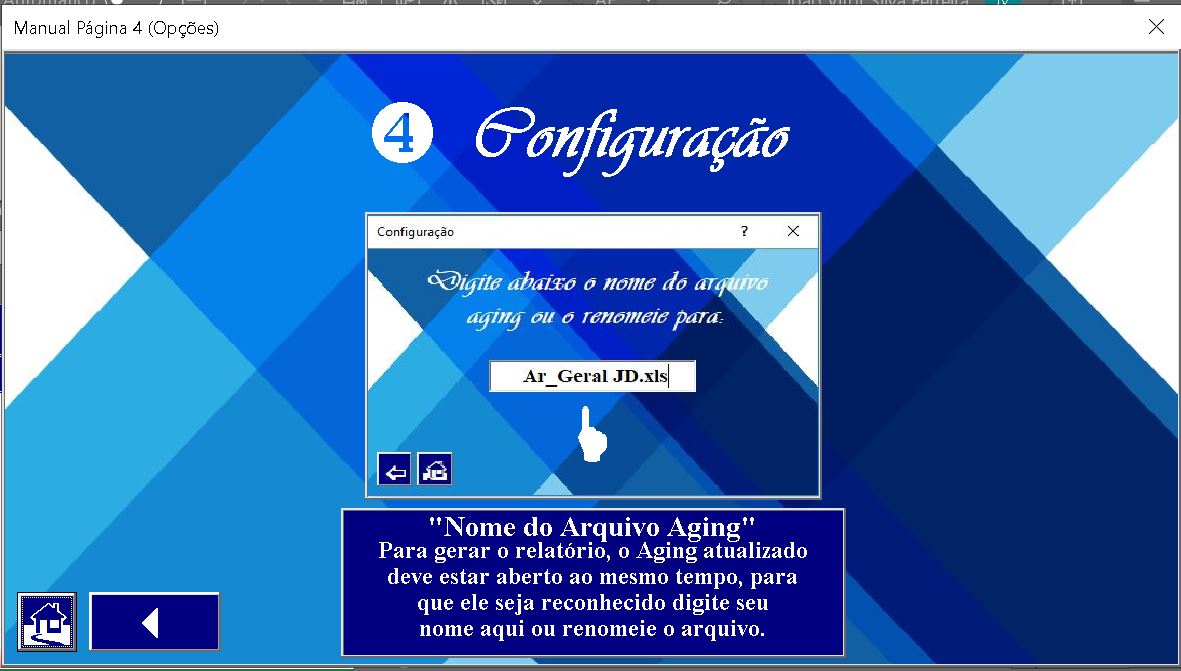 Manual Página 4 (Opções)
4 Configuração
Configuração
?
Digite abaixo o nome do arquivo
aging ou o renomeie para:
Ar_Geral JD.xls
"Nome do Arquivo Aging"
Para gerar o relatório, o Aging atualizado
deve estar aberto ao mesmo tempo, para
que ele seja reconhecido digite seu
nome aqui ou renomeie o arquivo.